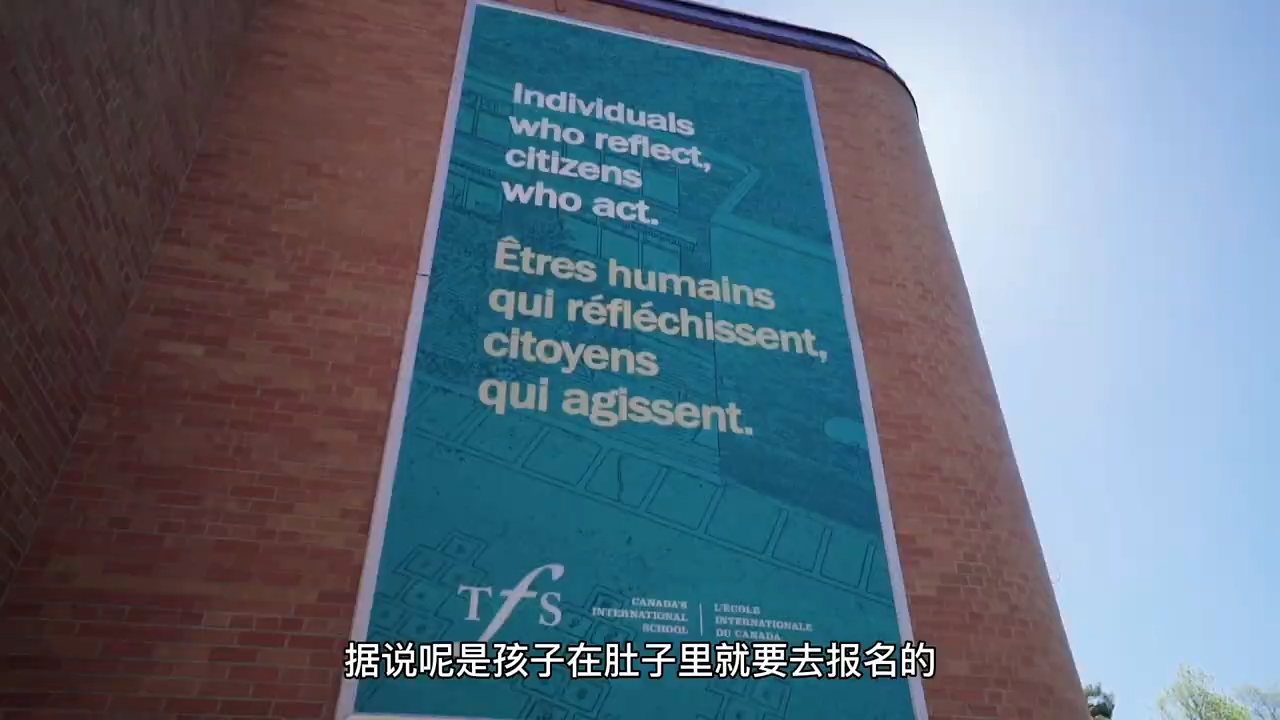 Individuals
who reflect,
citizens
who act.
Êtres humains
qui réfléchissent,
citoyens
qui agissent.
TfS
CANADA'S
INTERNATIONAL
SCHOOL
L'ÉCOLE
INTERNATIONALE
DU CANADA
据说呢是孩子在肚子里就要去报名的